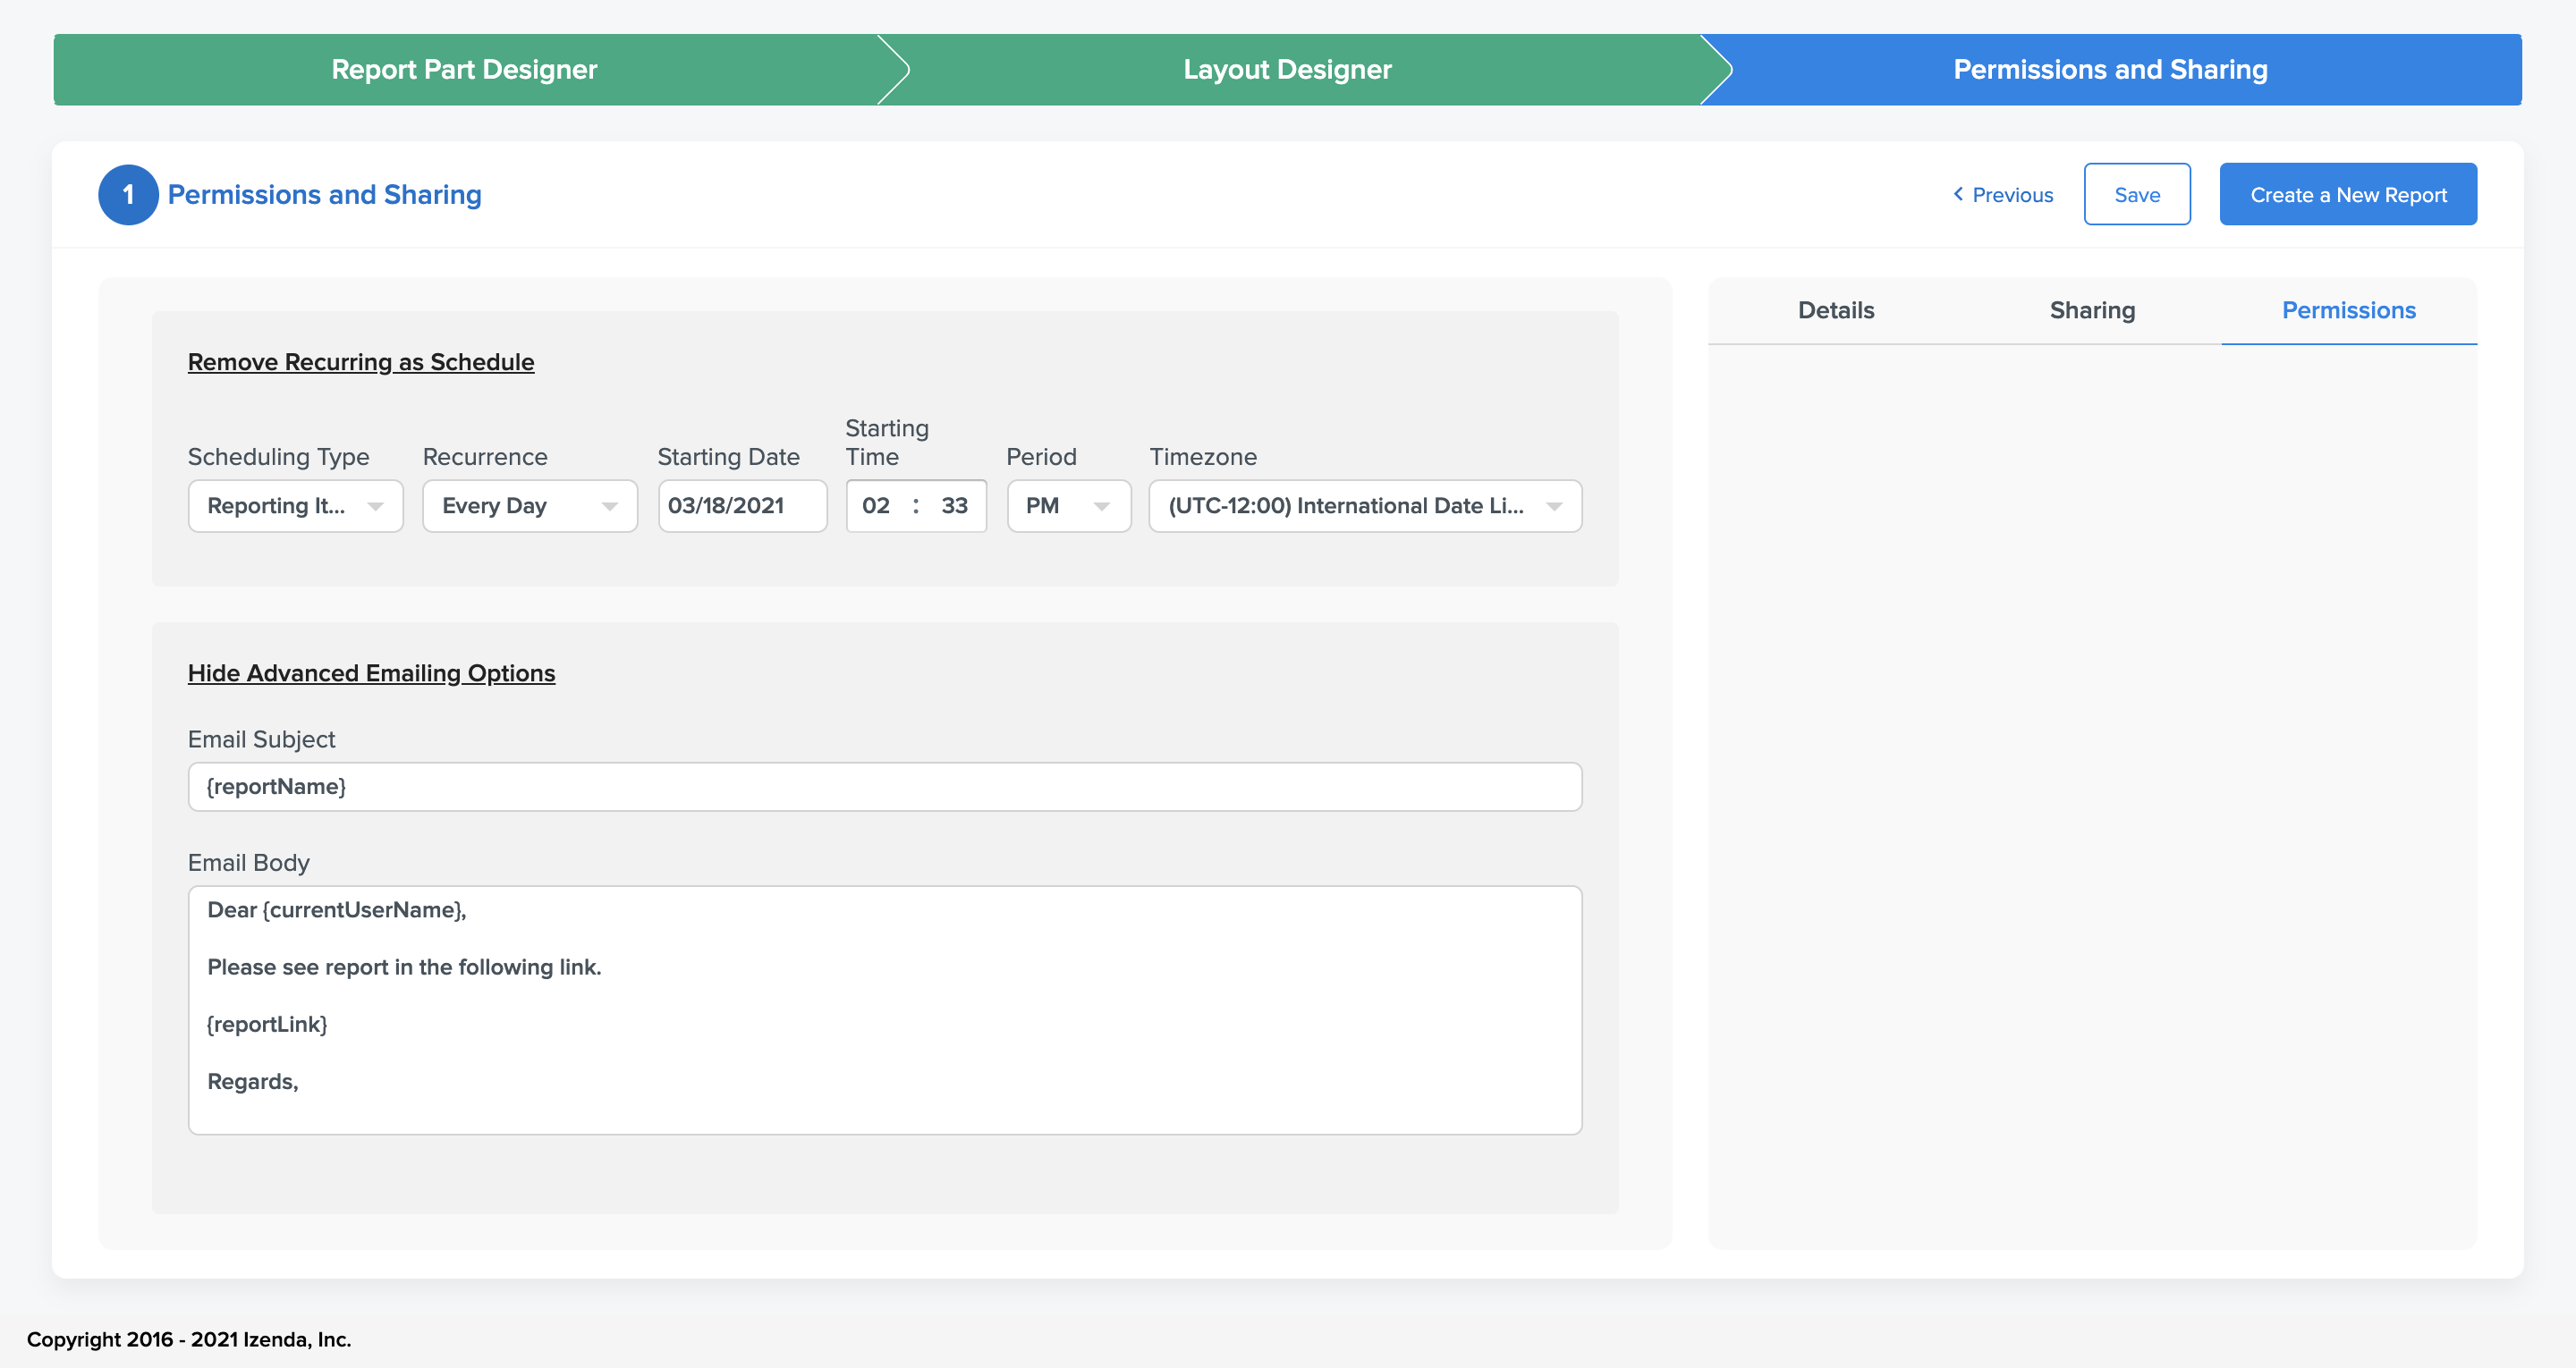 Report Part Designer
Layout Designer
Permissions and Sharing
1 Permissions and Sharing
Previous
Save
Create a New Report
Details
Sharing
Permissions
Remove Recurring as Schedule
Scheduling Type
Recurrence
Starting Date
Starting
Time
Period
Timezone
Reporting It...
Every Day
03/18/2021
02 : 33
PM
(UTC-12:00) International Date Li...
Hide Advanced Emailing Options
Email Subject
{reportName}
Email Body
Dear {currentUserName},
Please see report in the following link.
{reportLink}
Regards,
Copyright 2016 - 2021 Izenda, Inc.